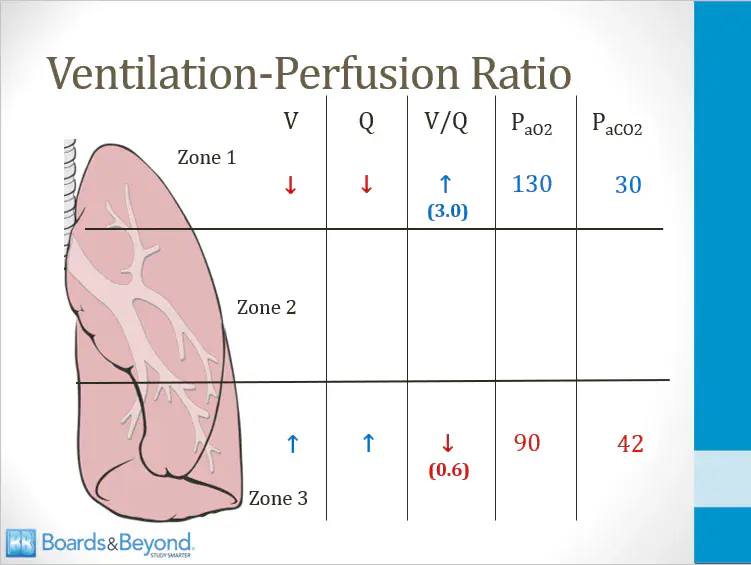 Ventilation-Perfusion Ratio
V Q V/Q PaO2 PaCO2
Zone 1
↓ ↓ ↑ 130 30
(3.0)
Zone 2
↑ ↑ ↓ 90 42
(0.6)
Zone 3
BB Boards&Beyond.
STUDY SMARTER